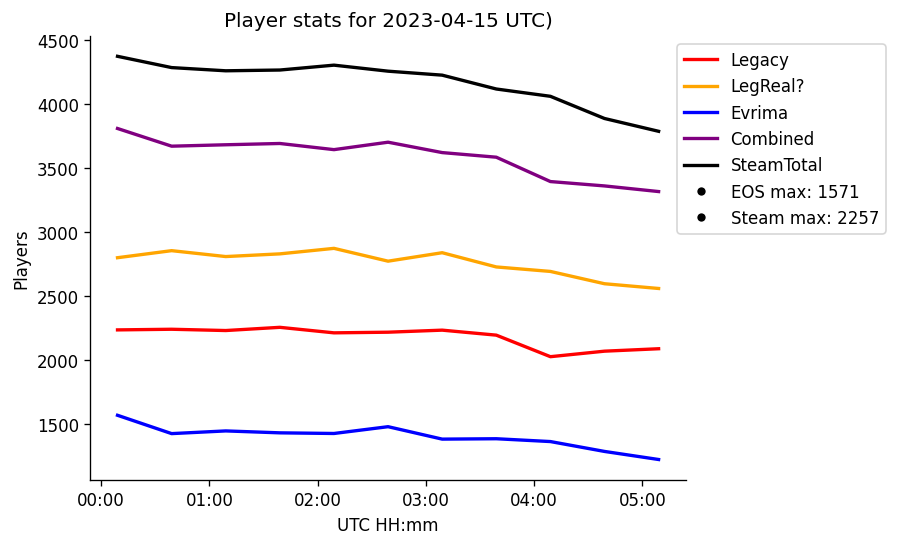 Player stats for 2023-04-15 UTC)
4500
4000
3500
3000
2500
2000
1500
Players
00:00 01:00 02:00 03:00 04:00 05:00
UTC HH:mm
Legacy
LegReal?
Evrima
Combined
SteamTotal
EOS max: 1571
Steam max: 2257